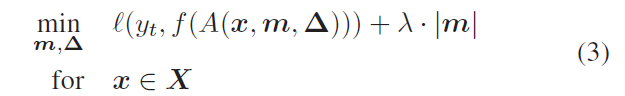 min ℓ(y_t, f(A(x, m, Δ))) + λ · |m|
m,Δ
(3)
for x ∈ X